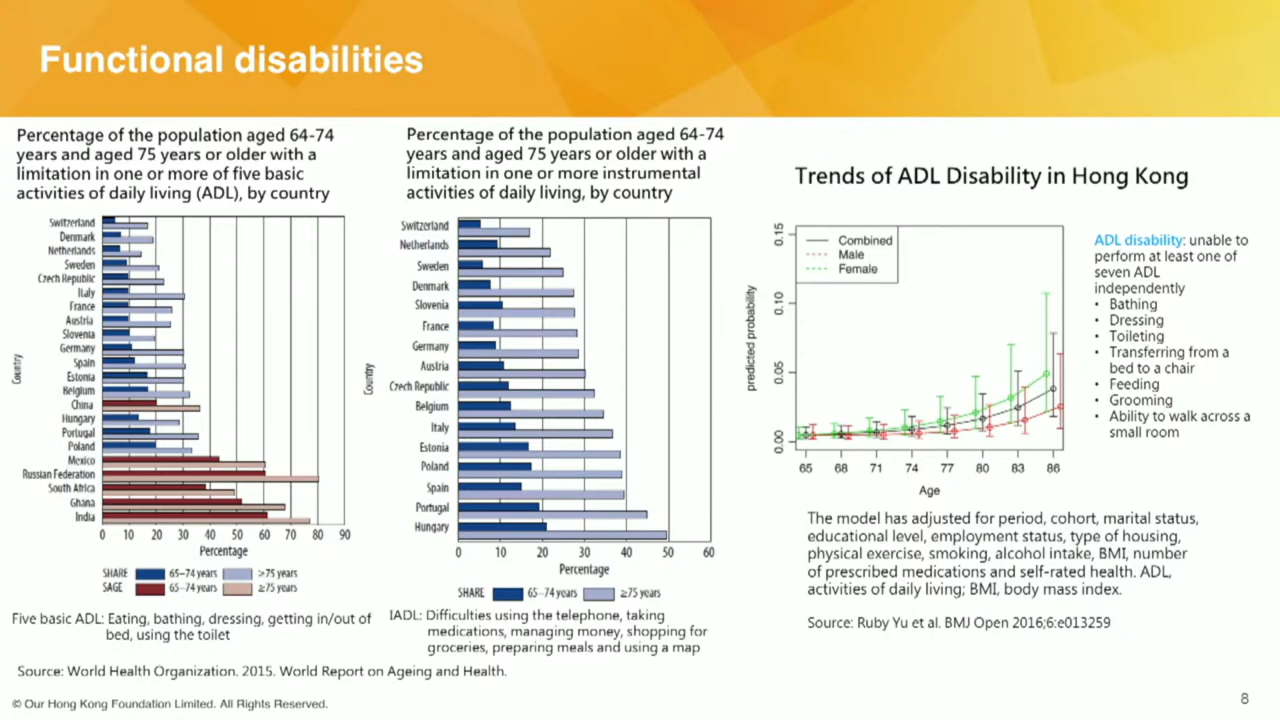 Functional disabilities
Percentage of the population aged 64-74
years and aged 75 years or older with a
limitation in one or more of five basic
activities of daily living (ADL), by country
Country
Switzerland
Denmark
Netherlands
Sweden
Czech Republic
Italy
France
Austria
Slovenia
Germany
Spain
Estonia
Belgium
China
Hungary
Portugal
Poland
Mexico
Russian Federation
South Africa
Ghana
India
0 10 20 30 40 50 60 70 80 90
Percentage
SHARE 65–74 years ≥75 years
SAGE 65–74 years ≥75 years
Five basic ADL: Eating, bathing, dressing, getting in/out of
bed, using the toilet
Percentage of the population aged 64-74
years and aged 75 years or older with a
limitation in one or more instrumental
activities of daily living, by country
Country
Switzerland
Netherlands
Sweden
Denmark
Slovenia
France
Germany
Austria
Czech Republic
Belgium
Italy
Estonia
Poland
Spain
Portugal
Hungary
0 10 20 30 40 50 60
Percentage
SHARE 65–74 years ≥75 years
IADL: Difficulties using the telephone, taking
medications, managing money, shopping for
groceries, preparing meals and using a map
Source: World Health Organization. 2015. World Report on Ageing and Health.
Trends of ADL Disability in Hong Kong
predicted probability
0.15
0.10
0.05
0.00
Combined
Male
Female
65 68 71 74 77 80 83 86
Age
ADL disability: unable to
perform at least one of
seven ADL
independently
• Bathing
• Dressing
• Toileting
• Transferring from a
bed to a chair
• Feeding
• Grooming
• Ability to walk across a
small room
The model has adjusted for period, cohort, marital status,
educational level, employment status, type of housing,
physical exercise, smoking, alcohol intake, BMI, number
of prescribed medications and self-rated health. ADL,
activities of daily living; BMI, body mass index.
Source: Ruby Yu et al. BMJ Open 2016;6:e013259
© Our Hong Kong Foundation Limited. All Rights Reserved.
8